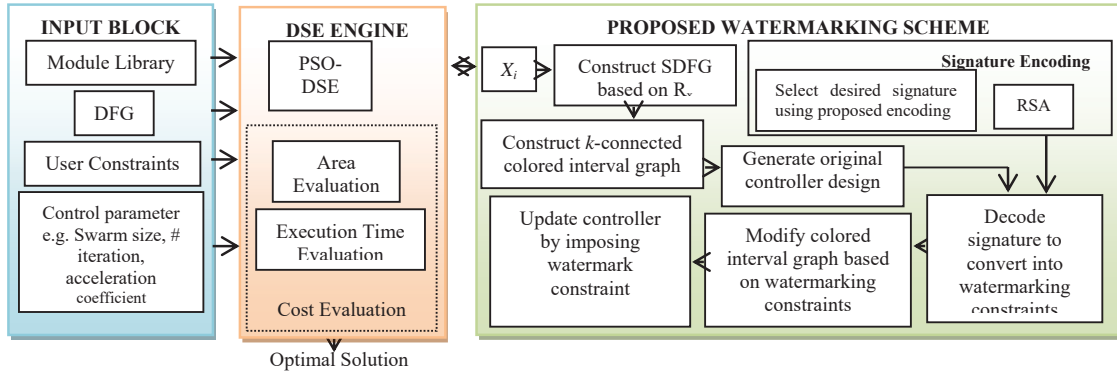 INPUT BLOCK
Module Library
DFG
User Constraints
Control parameter
e.g. Swarm size, #
iteration,
acceleration
coefficient
DSE ENGINE
PSO-
DSE
Area
Evaluation
Execution Time
Evaluation
Cost Evaluation
Optimal Solution
PROPOSED WATERMARKING SCHEME
Xi
Construct SDFG
based on Rx
Signature Encoding
Select desired signature
using proposed encoding
RSA
Construct k-connected
colored interval graph
Generate original
controller design
Decode
signature to
convert into
watermarking
constraints
Modify colored
interval graph based
on watermarking
constraints
Update controller
by imposing
watermark
constraint